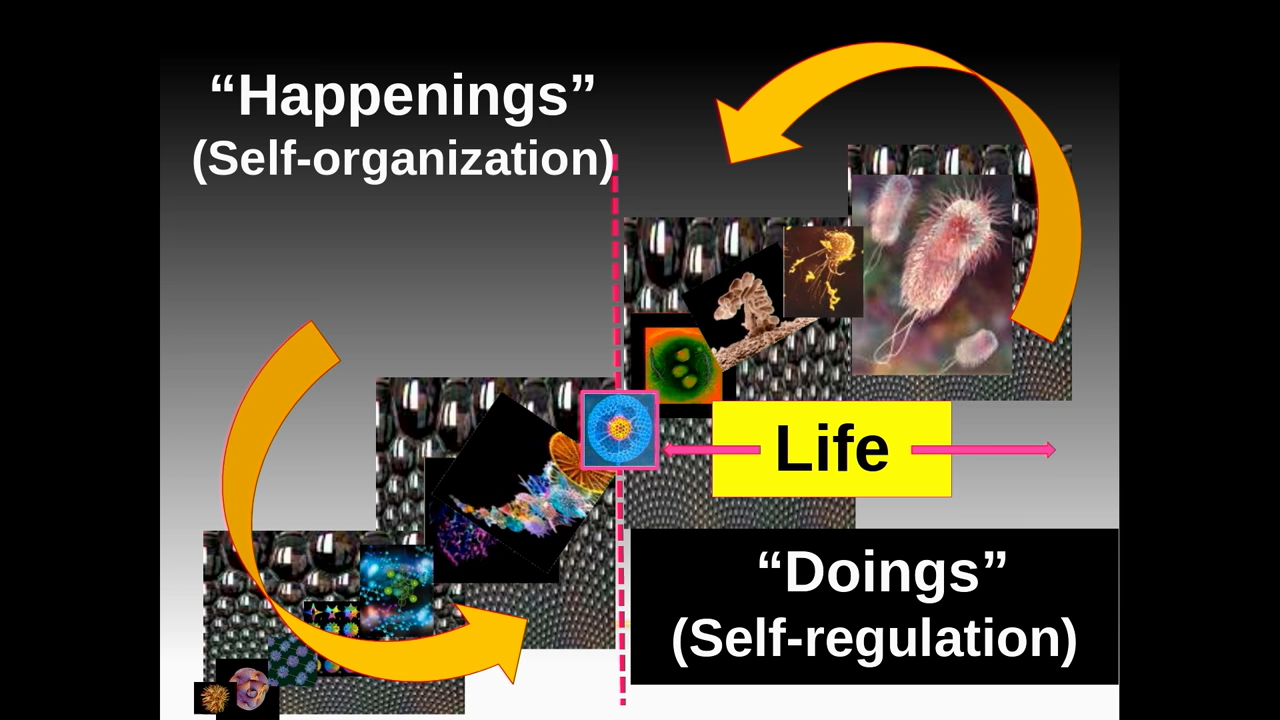 “Happenings”
(Self-organization)
Life
“Doings”
(Self-regulation)